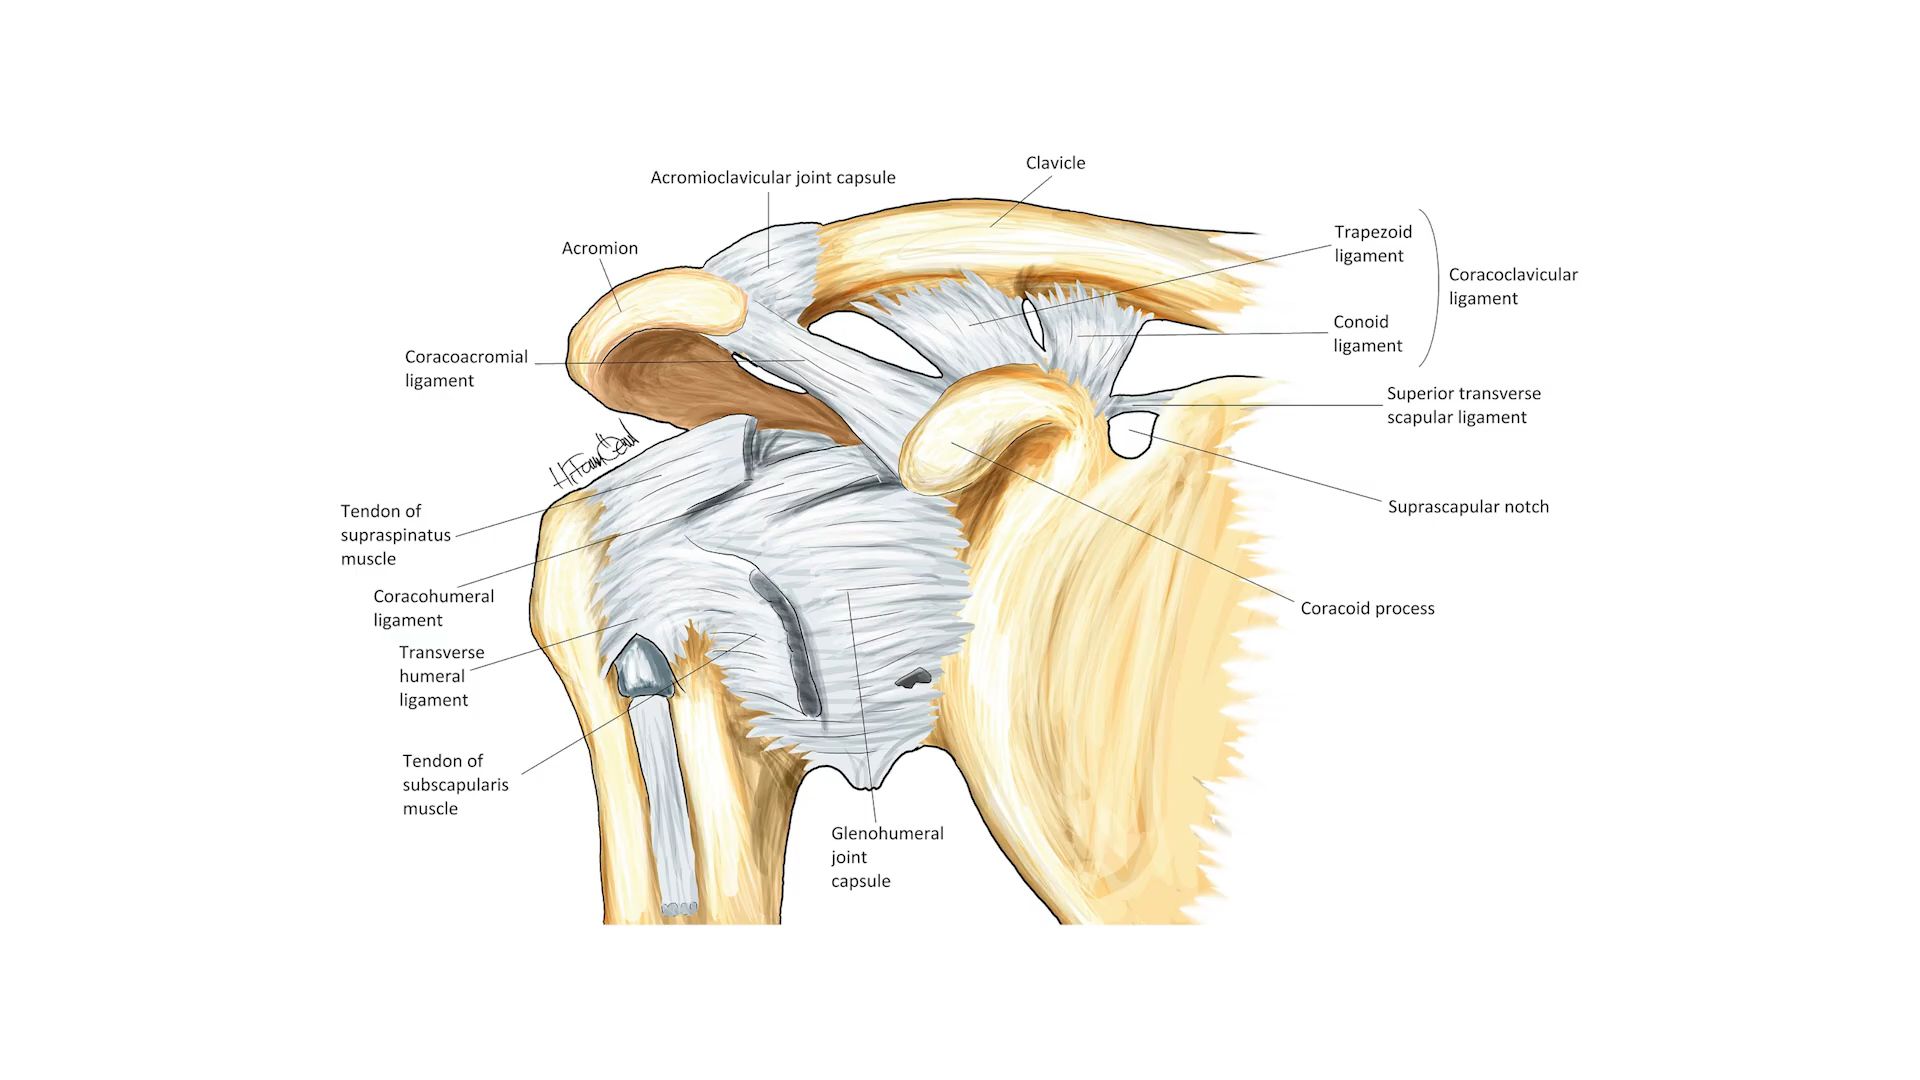 Clavicle
Acromioclavicular joint capsule
Trapezoid
ligament
Acromion
Coracoclavicular
ligament
Conoid
ligament
Coracoacromial
ligament
Superior transverse
scapular ligament
Tendon of
supraspinatus
muscle
Suprascapular notch
Coracohumeral
ligament
Coracoid process
Transverse
humeral
ligament
Tendon of
subscapularis
muscle
Glenohumeral
joint
capsule